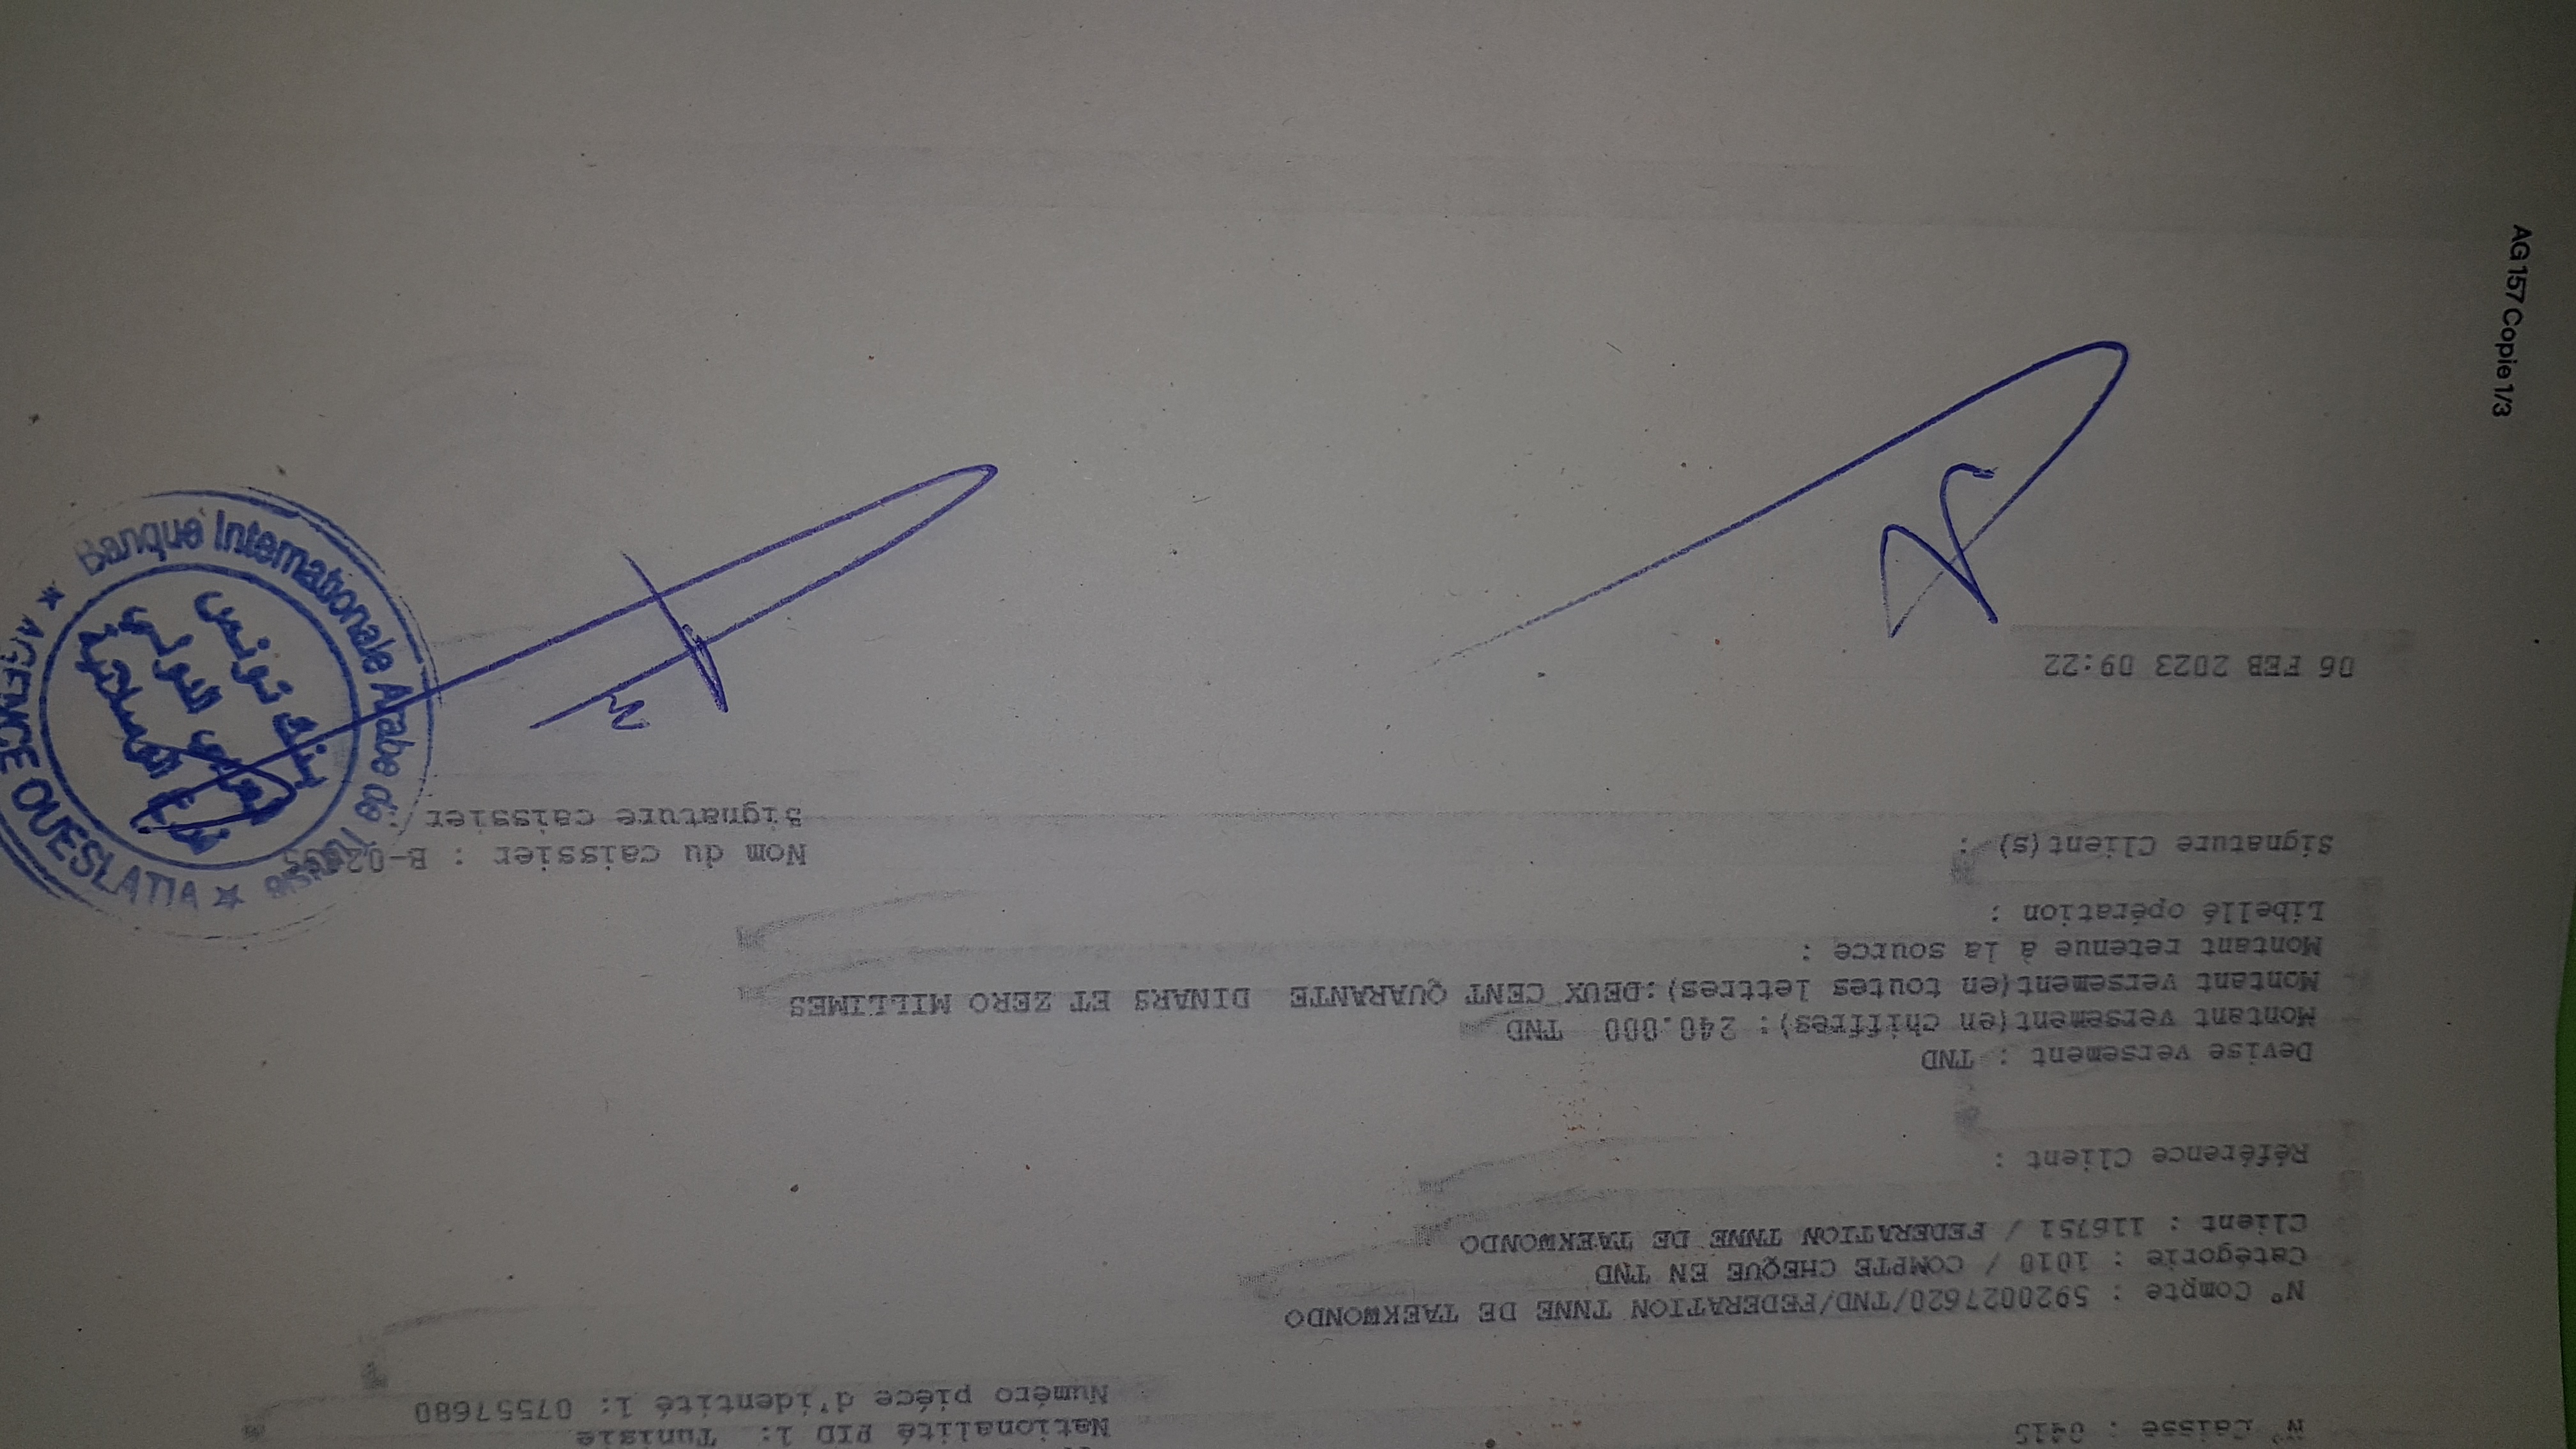 N° Caisse : 0415
Nationalité PID 1: Tunisie
Numéro pièce d'identité 1: 07557680
N° Compte : 5920027620/TND/FEDERATION TNNE DE TAEKWONDO
Catégorie : 1010 / COMPTE CHEQUE EN TND
Client : 116751 / FEDERATION TNNE DE TAEKWONDO
Référence Client :
Devise versement : TND
Montant versement(en chiffres): 240.000 TND
Montant versement(en toutes lettres):DEUX CENT QUARANTE DINARS ET ZERO MILLIMES
Montant retenue à la source :
Libellé opération :
Signature Client(s) :
Nom du caissier : B-02
Signature caissier :
06 FEB 2023 09:22
AG 157 Copie 1/3
Banque Internationale Arabe de
بنك تونس
العربي الدولي
AGENCE OUESLATIA